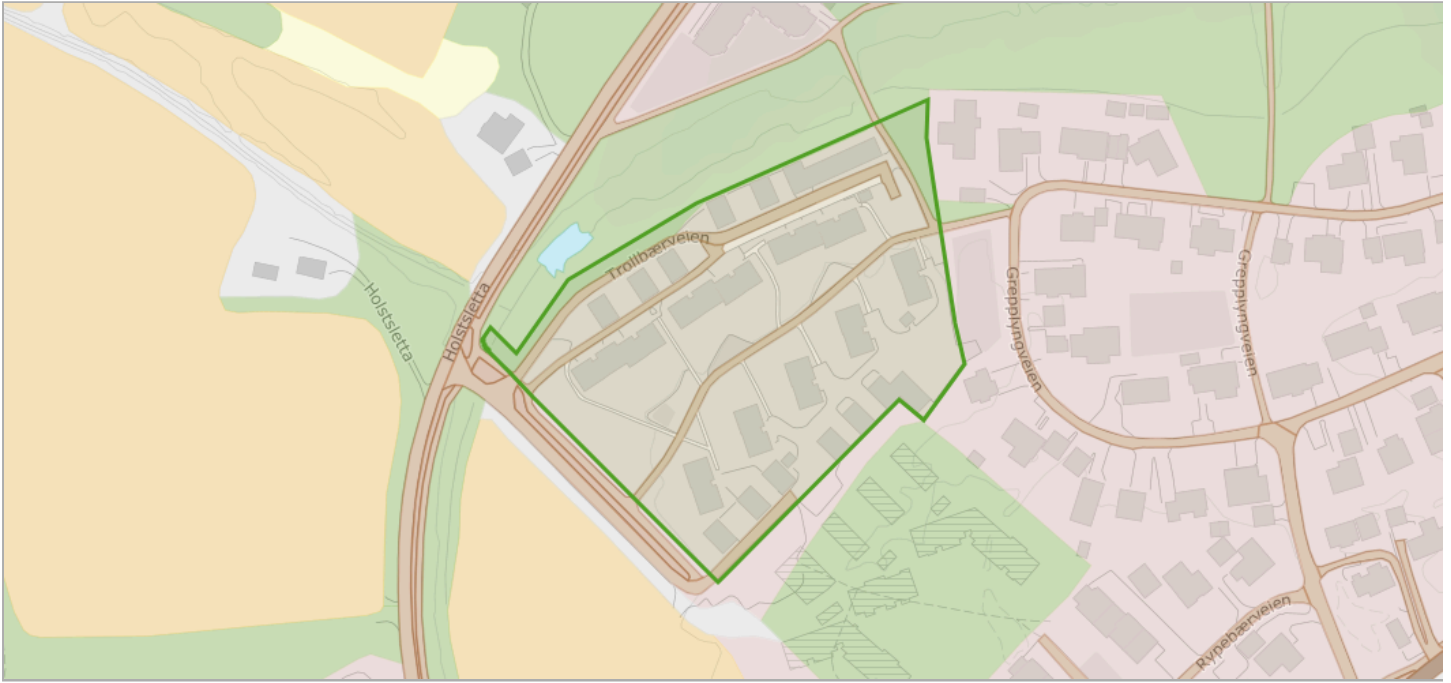 Trollbærveien
Holstsletta
Holstsletta
Grepplyngveien
Grepplyngveien
Rypebærveien